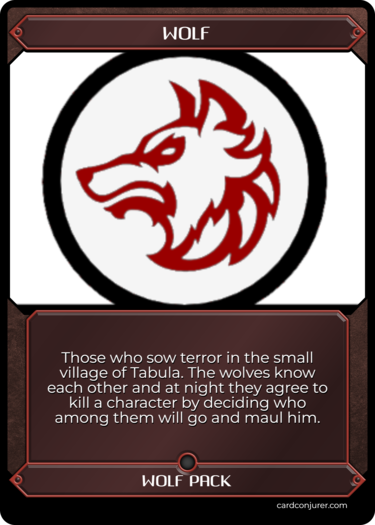 WOLF
Those who sow terror in the small
village of Tabula. The wolves know
each other and at night they agree to
kill a character by deciding who
among them will go and maul him.
WOLF PACK
cardconjurer.com